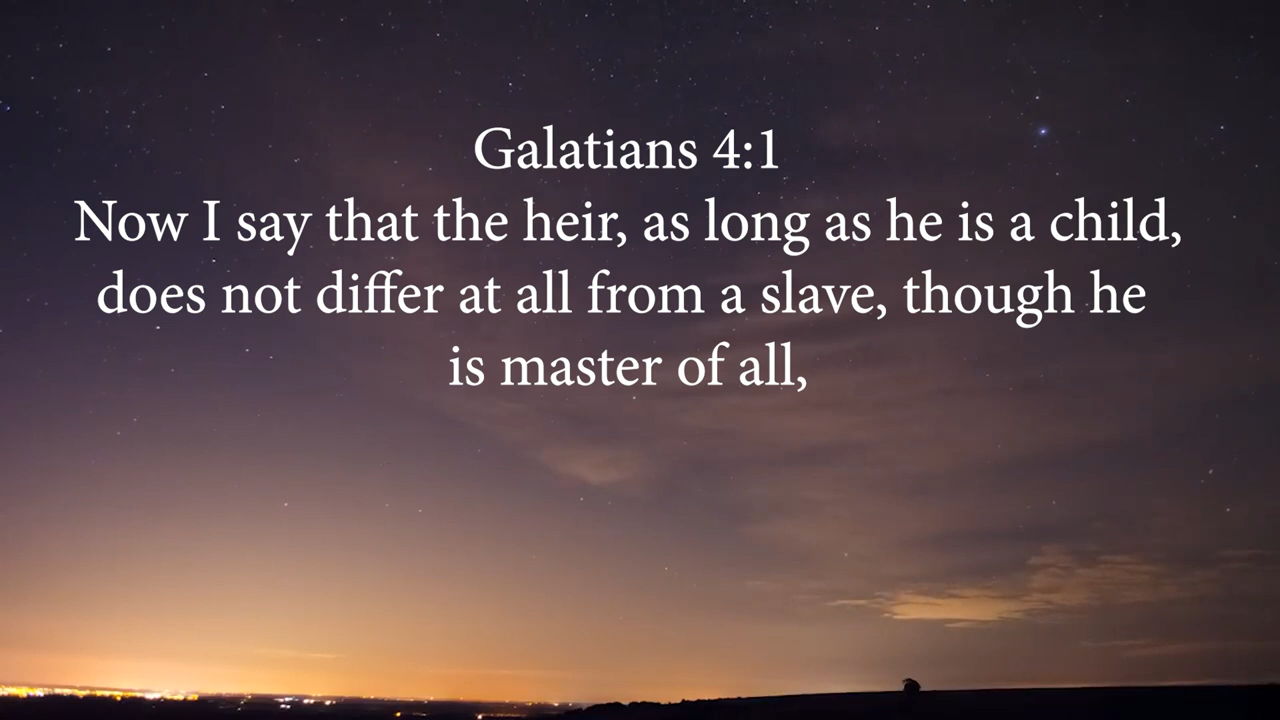 Galatians 4:1
Now I say that the heir, as long as he is a child,
does not differ at all from a slave, though he
is master of all,